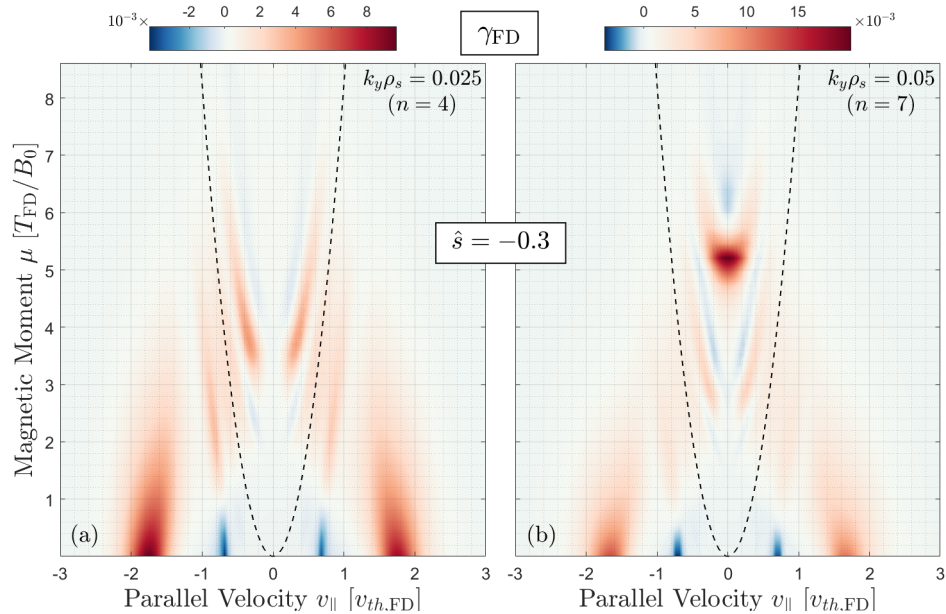 10⁻³×
-2 0 2 4 6 8
γ_FD
0 5 10 15
×10⁻³
k_yρ_s = 0.025
(n = 4)
k_yρ_s = 0.05
(n = 7)
ŝ = −0.3
Magnetic Moment μ [T_FD/B_0]
8
7
6
5
4
3
2
1
(a)
(b)
-3 -2 -1 0 1 2 3
-3 -2 -1 0 1 2 3
Parallel Velocity v_∥ [v_th,FD]
Parallel Velocity v_∥ [v_th,FD]